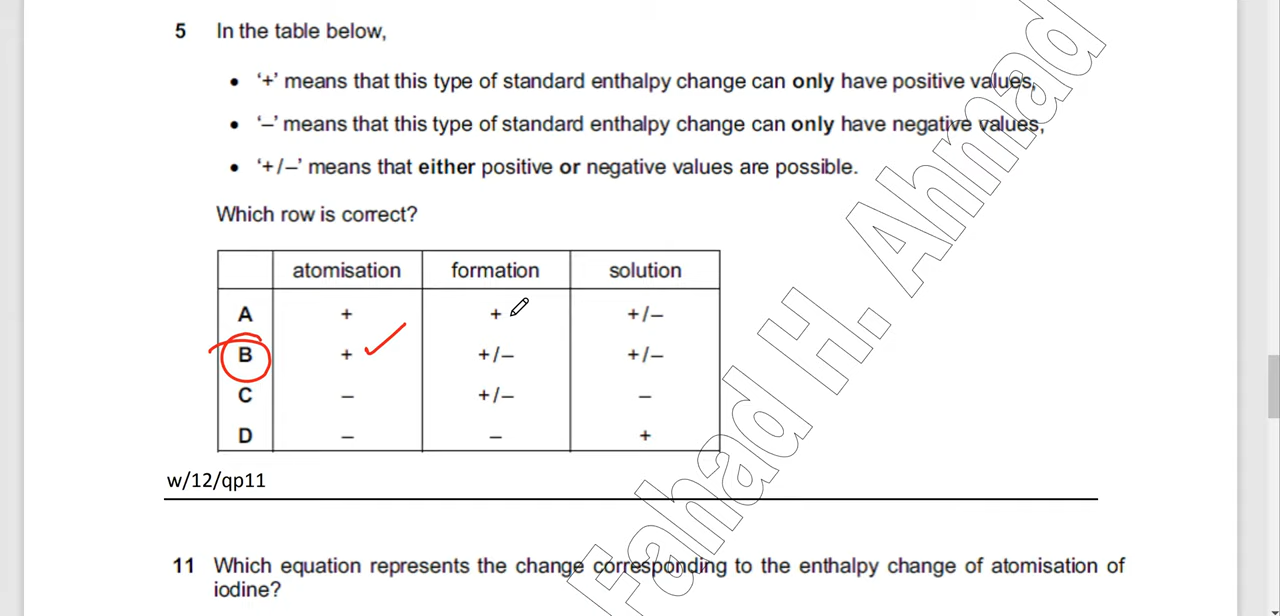 5 In the table below,
• ‘+’ means that this type of standard enthalpy change can only have positive values,
• ‘–’ means that this type of standard enthalpy change can only have negative values,
• ‘+/–’ means that either positive or negative values are possible.
Which row is correct?
atomisation formation solution
A + + +/–
B + +/– +/–
C – +/– –
D – – +
w/12/qp11
11 Which equation represents the change corresponding to the enthalpy change of atomisation of
iodine?
Fahad H. Ahmad